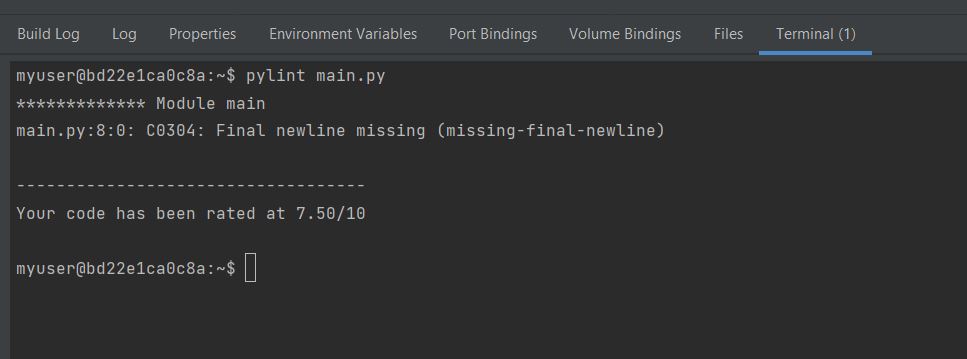 Build Log Log Properties Environment Variables Port Bindings Volume Bindings Files Terminal (1)
myuser@bd22e1ca0c8a:~$ pylint main.py
************* Module main
main.py:8:0: C0304: Final newline missing (missing-final-newline)
-----------------------------------
Your code has been rated at 7.50/10
myuser@bd22e1ca0c8a:~$